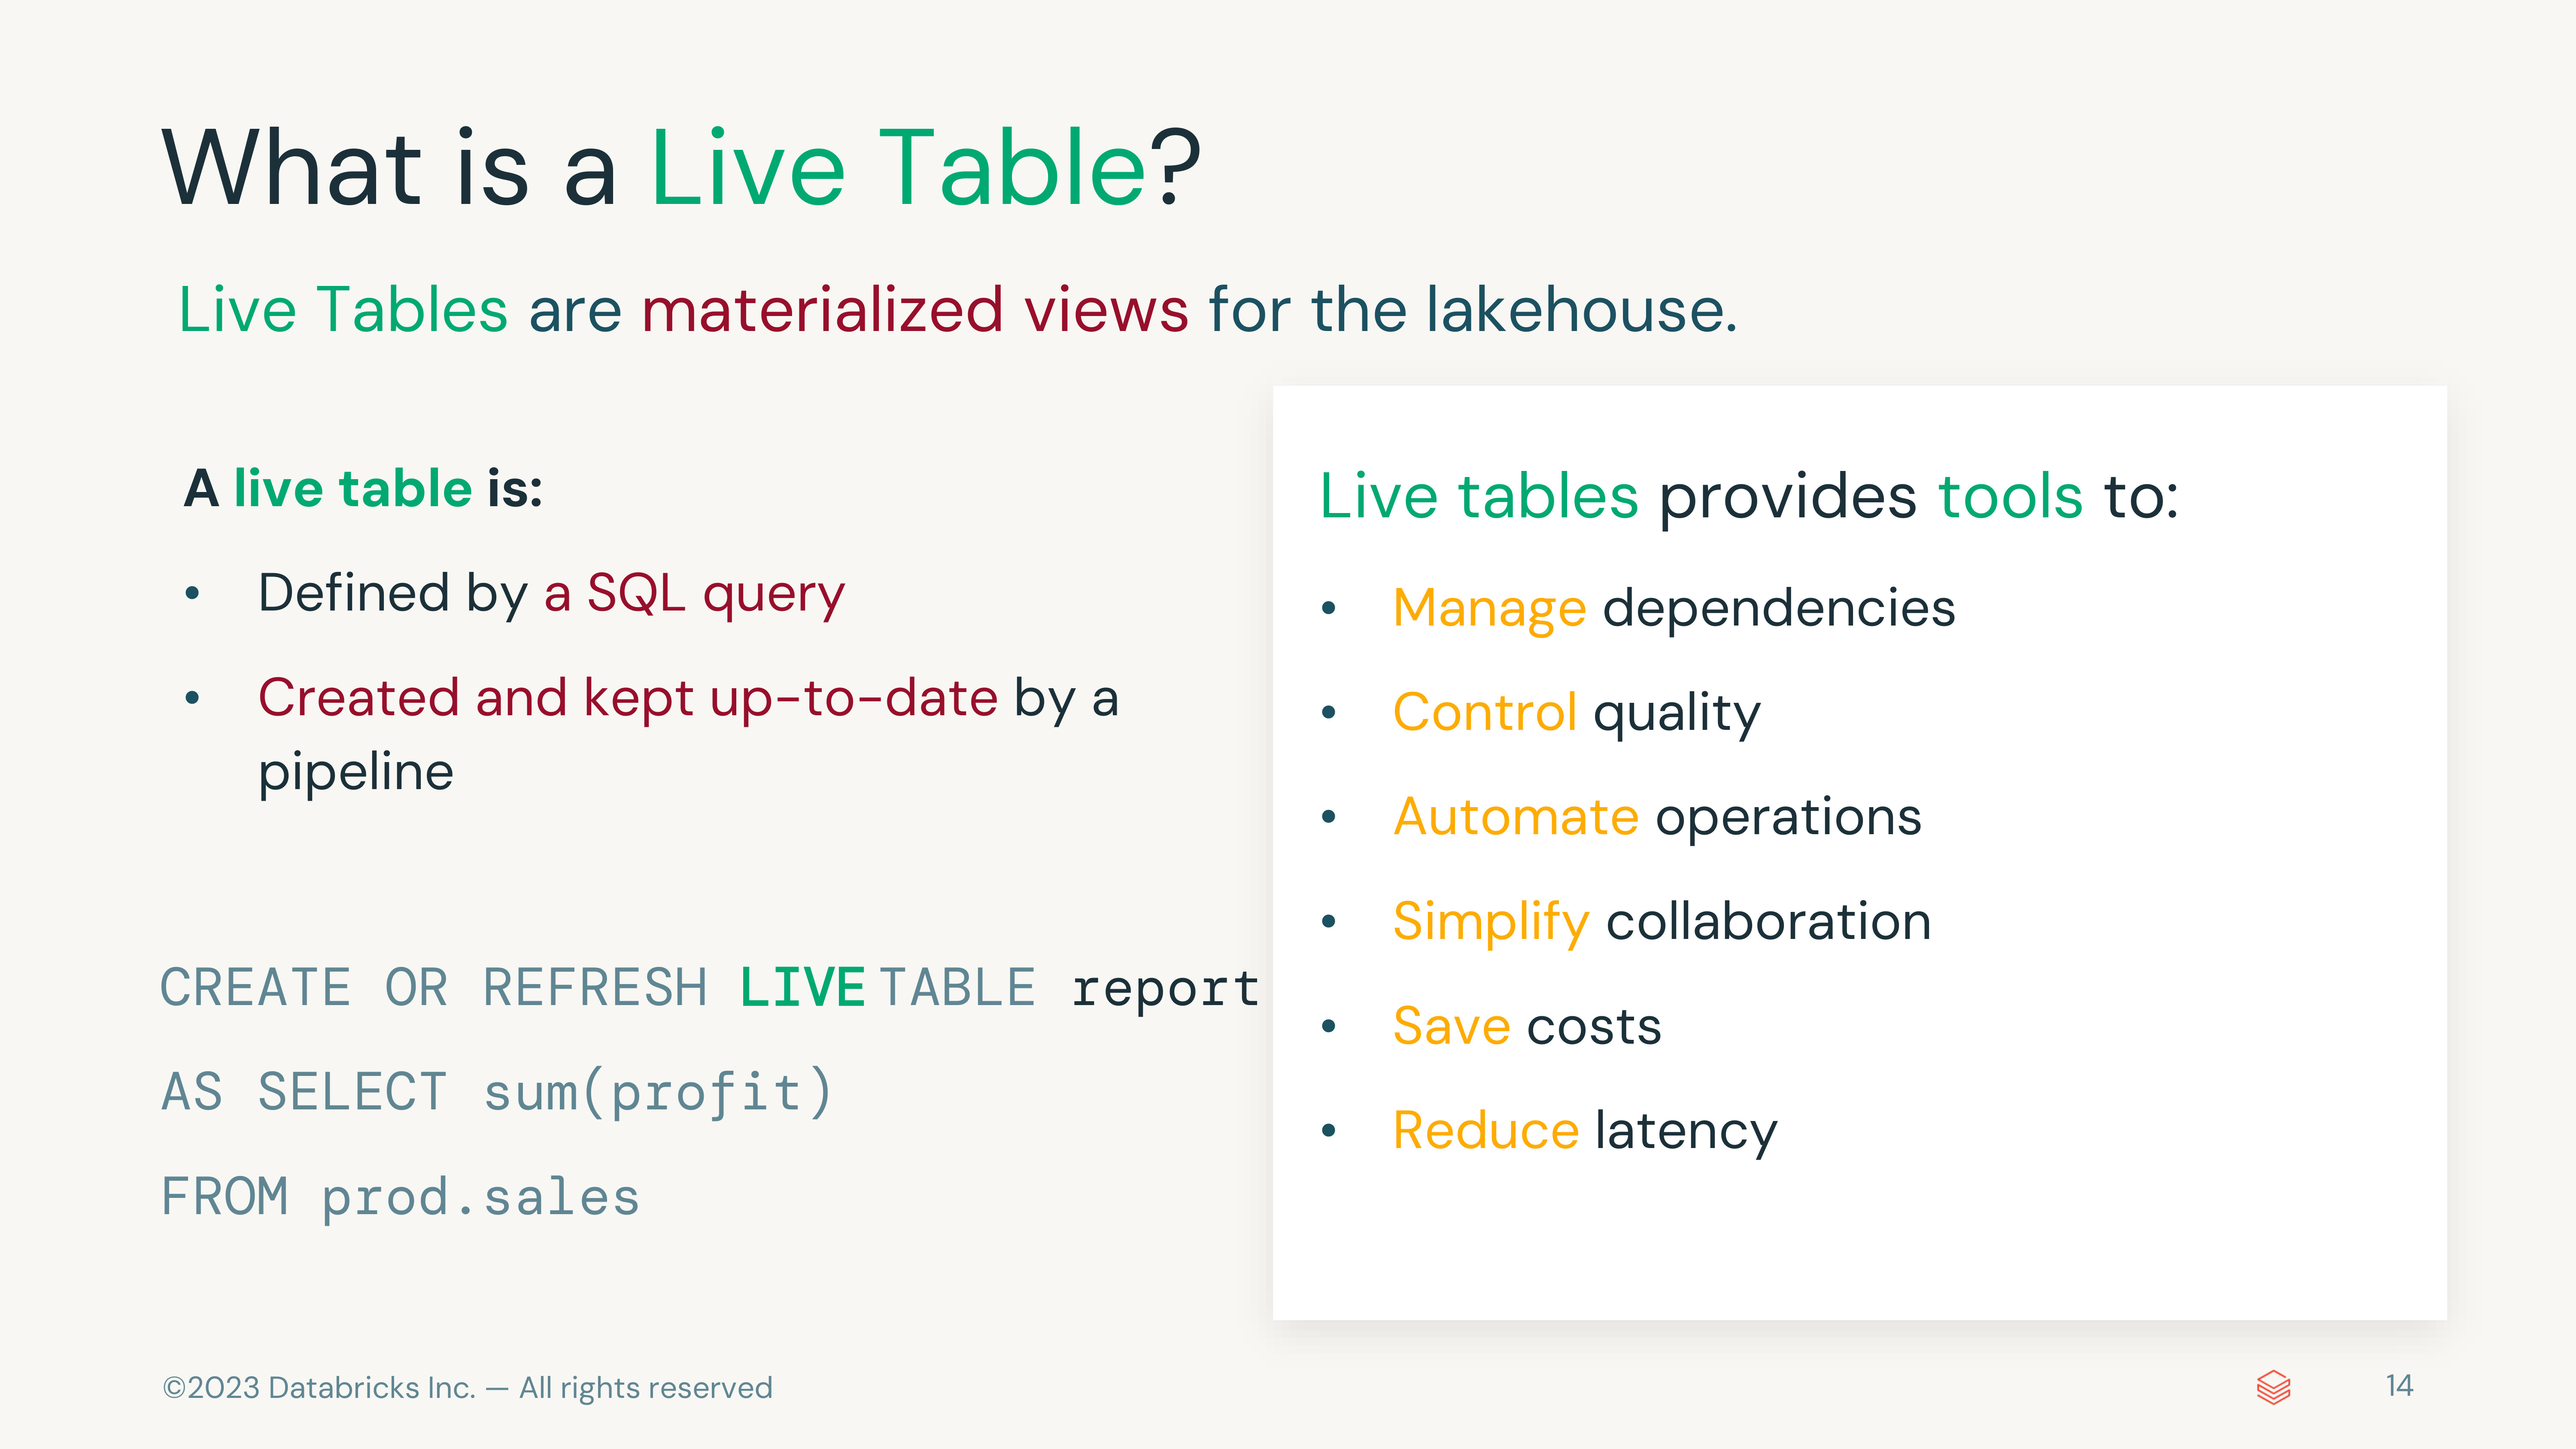 What is a Live Table?
Live Tables are materialized views for the lakehouse.
A live table is:
• Defined by a SQL query
• Created and kept up-to-date by a
pipeline
CREATE OR REFRESH LIVE TABLE report
AS SELECT sum(profit)
FROM prod.sales
Live tables provides tools to:
• Manage dependencies
• Control quality
• Automate operations
• Simplify collaboration
• Save costs
• Reduce latency
©2023 Databricks Inc. — All rights reserved
14